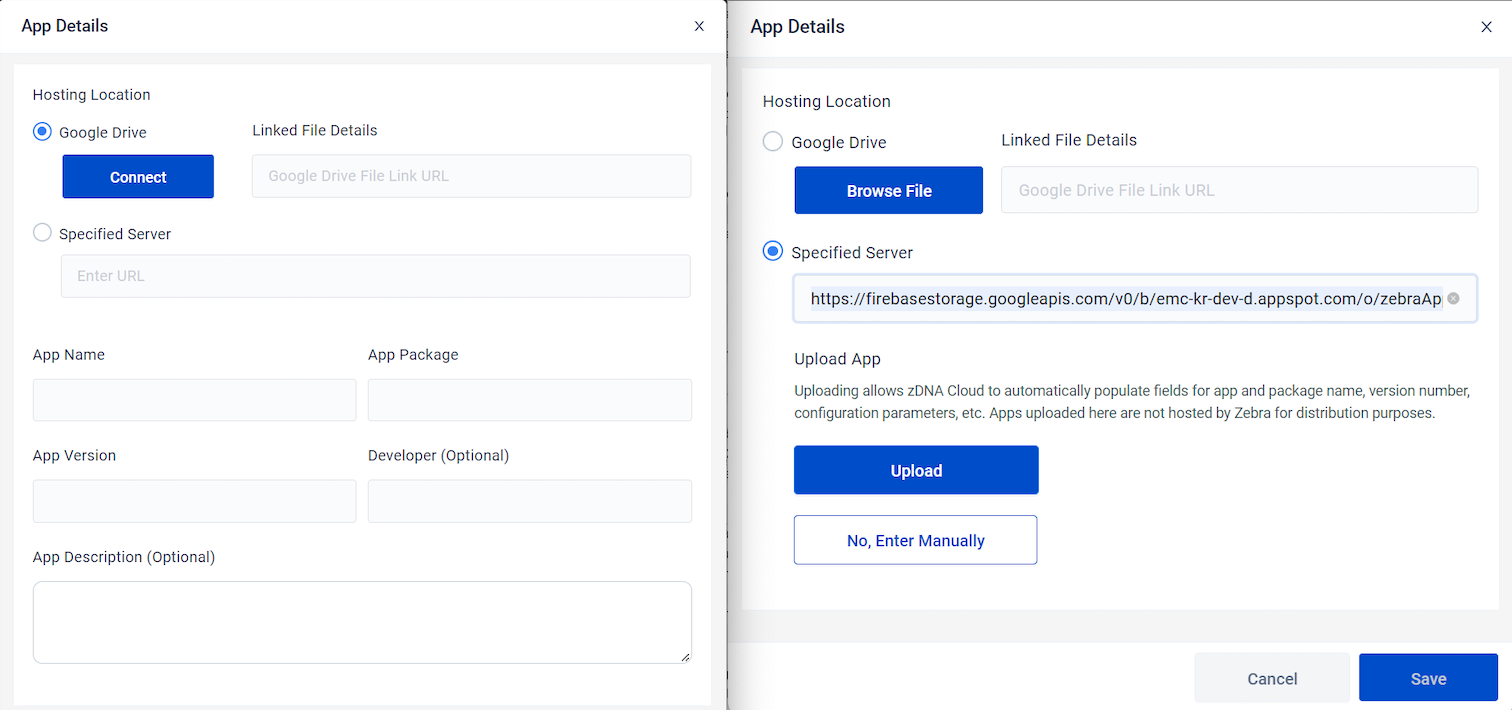 App Details
X
Hosting Location
Google Drive
Linked File Details
Connect
Google Drive File Link URL
Specified Server
Enter URL
App Name
App Package
App Version
Developer (Optional)
App Description (Optional)
App Details
X
Hosting Location
Google Drive
Linked File Details
Browse File
Google Drive File Link URL
Specified Server
https://firebasestorage.googleapis.com/v0/b/emc-kr-dev-d.appspot.com/o/zebraAp
Upload App
Uploading allows zDNA Cloud to automatically populate fields for app and package name, version number,
configuration parameters, etc. Apps uploaded here are not hosted by Zebra for distribution purposes.
Upload
No, Enter Manually
Cancel
Save